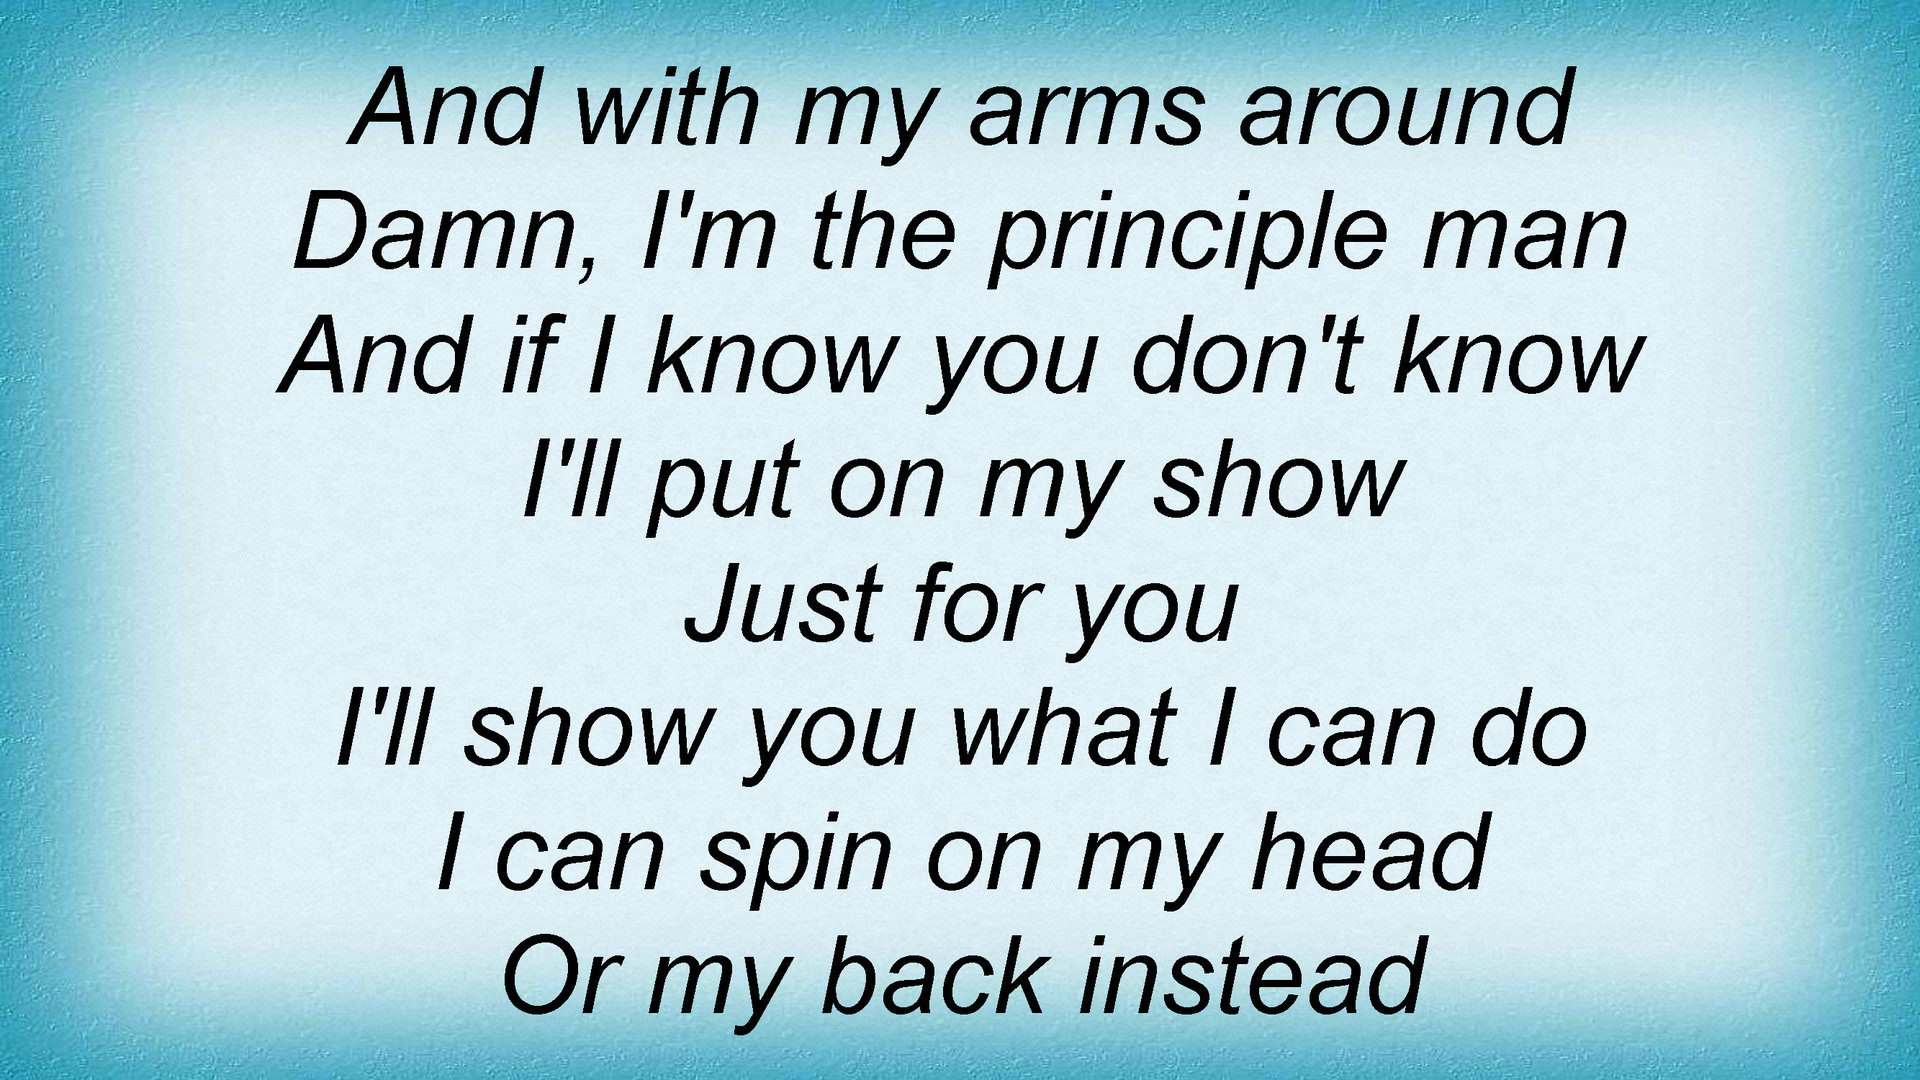 And with my arms around
Damn, I'm the principle man
And if I know you don't know
I'll put on my show
Just for you
I'll show you what I can do
I can spin on my head
Or my back instead